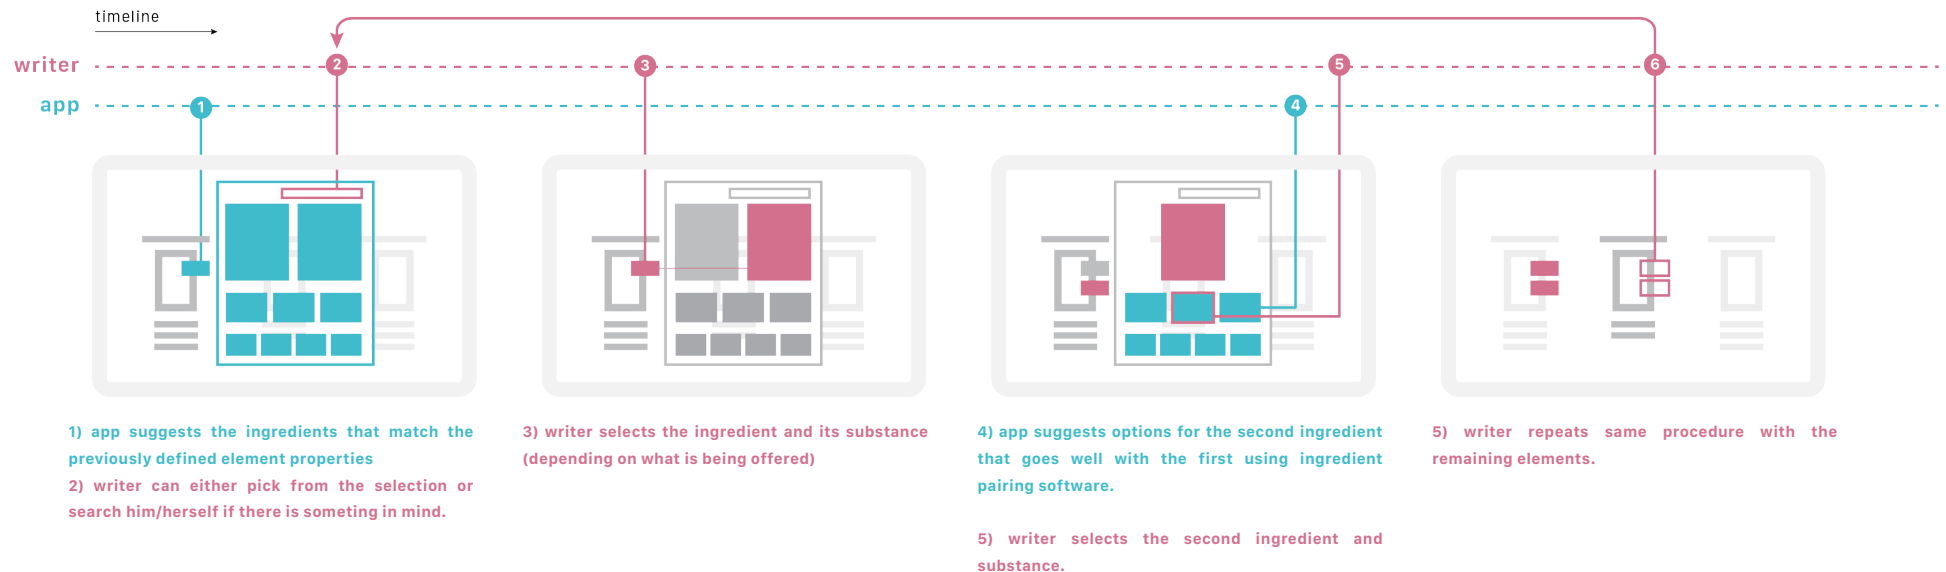 timeline
writer
app
2
3
5
6
1
4
1) app suggests the ingredients that match the
previously defined element properties
2) writer can either pick from the selection or
search him/herself if there is someting in mind.
3) writer selects the ingredient and its substance
(depending on what is being offered)
4) app suggests options for the second ingredient
that goes well with the first using ingredient
pairing software.
5) writer selects the second ingredient and
substance.
5) writer repeats same procedure with the
remaining elements.